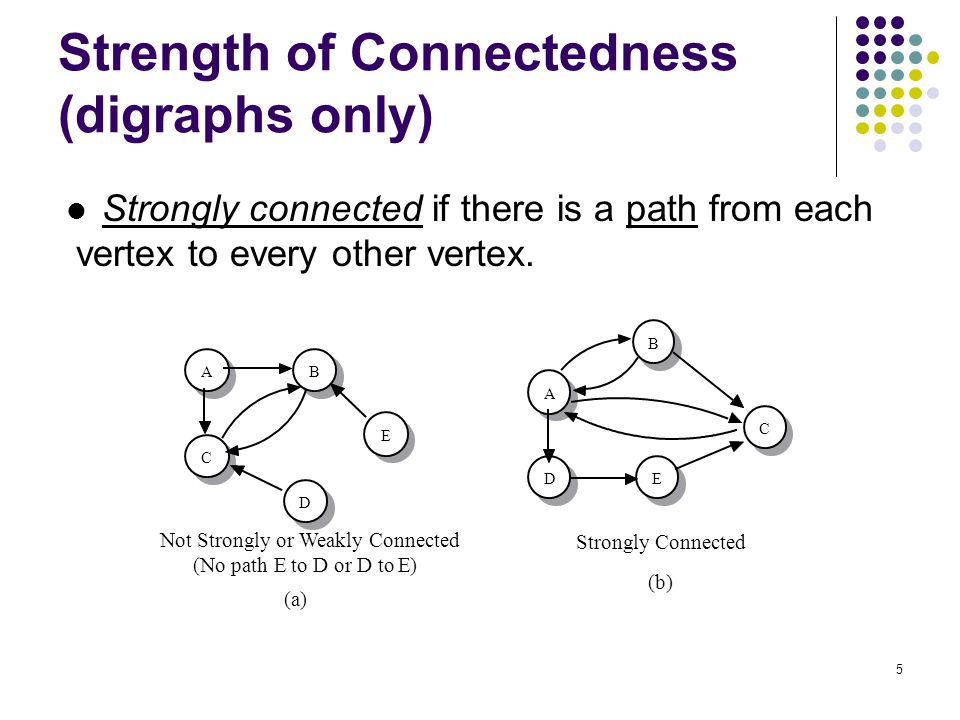 Strength of Connectedness
(digraphs only)
● Strongly connected if there is a path from each
vertex to every other vertex.
A
B
E
C
D
B
A
C
D
E
Not Strongly or Weakly Connected
(No path E to D or D to E)
(a)
Strongly Connected
(b)
5